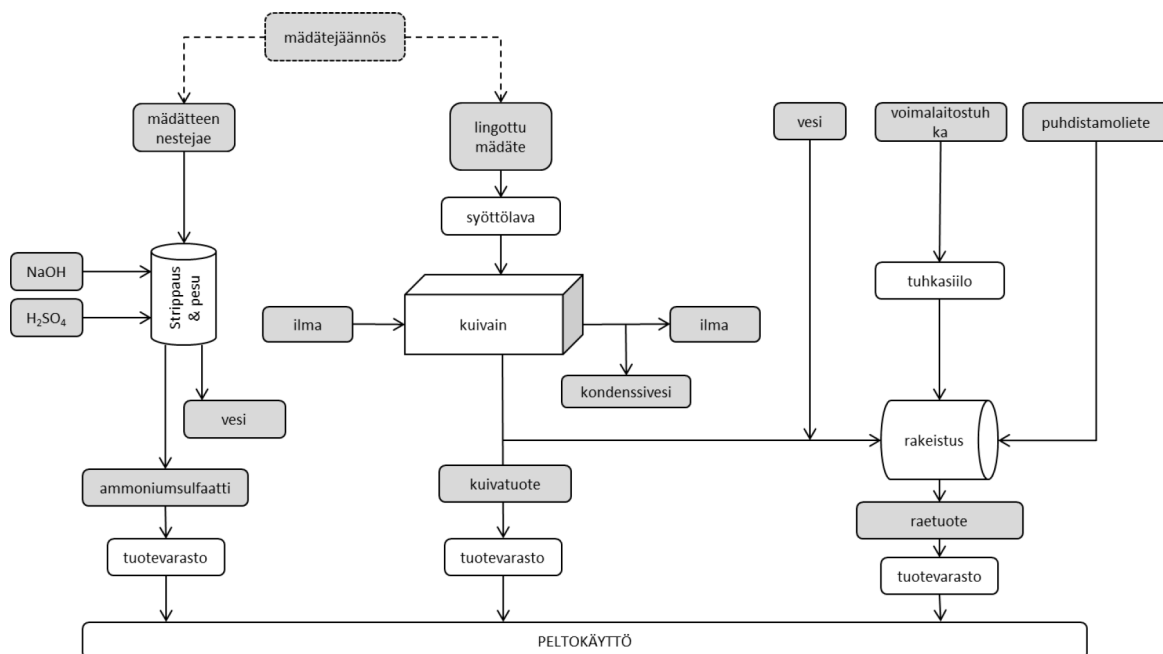 mädätejäännös
mädätteen
nestejae
lingottu
mädäte
vesi
voimalaitostuh
ka
puhdistamoliete
syöttölava
NaOH
H₂SO₄
Strippaus
& pesu
tuhkasiilo
ilma
kuivain
ilma
kondenssivesi
vesi
rakeistus
ammoniumsulfaatti
kuivatuote
raetuote
tuotevarasto
tuotevarasto
tuotevarasto
PELTOKÄYTTÖ